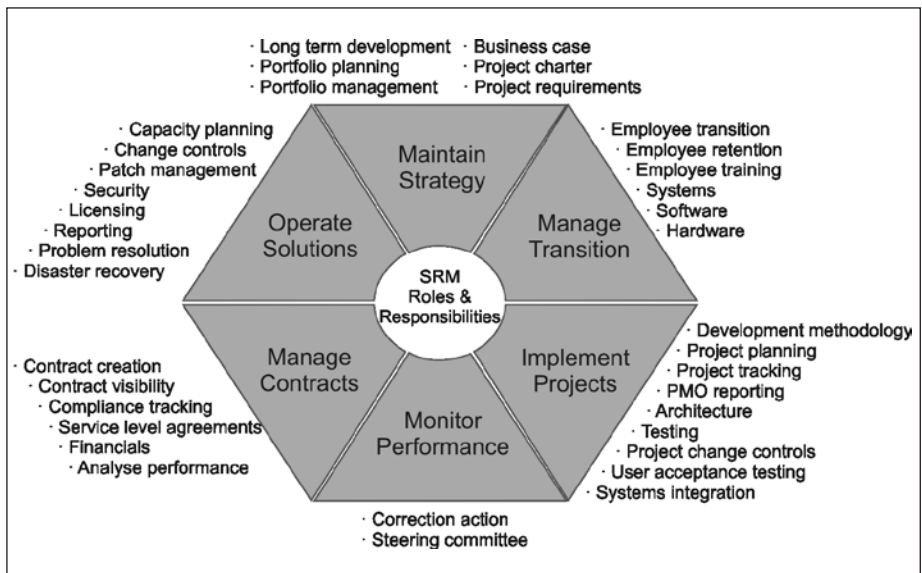 · Long term development
· Portfolio planning
· Portfolio management
· Business case
· Project charter
· Project requirements
Maintain
Strategy
· Employee transition
· Employee retention
· Employee training
· Systems
· Software
· Hardware
Manage
Transition
· Development methodology
· Project planning
· Project tracking
· PMO reporting
· Architecture
· Testing
· Project change controls
· User acceptance testing
· Systems integration
Implement
Projects
Monitor
Performance
· Correction action
· Steering committee
Manage
Contracts
· Contract creation
· Contract visibility
· Compliance tracking
· Service level agreements
· Financials
· Analyse performance
Operate
Solutions
· Capacity planning
· Change controls
· Patch management
· Security
· Licensing
· Reporting
· Problem resolution
· Disaster recovery
SRM
Roles &
Responsibilities